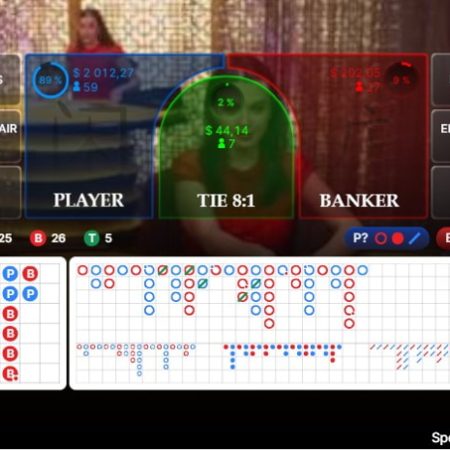 S
89 %
$ 2 012,27
59
2 %
$ 202,05
27
9 %
AIR
$ 44,14
7
E
PLAYER
TIE 8:1
BANKER
25
B 26
T 5
P?
P B
P P
B
B
B
B
Spe